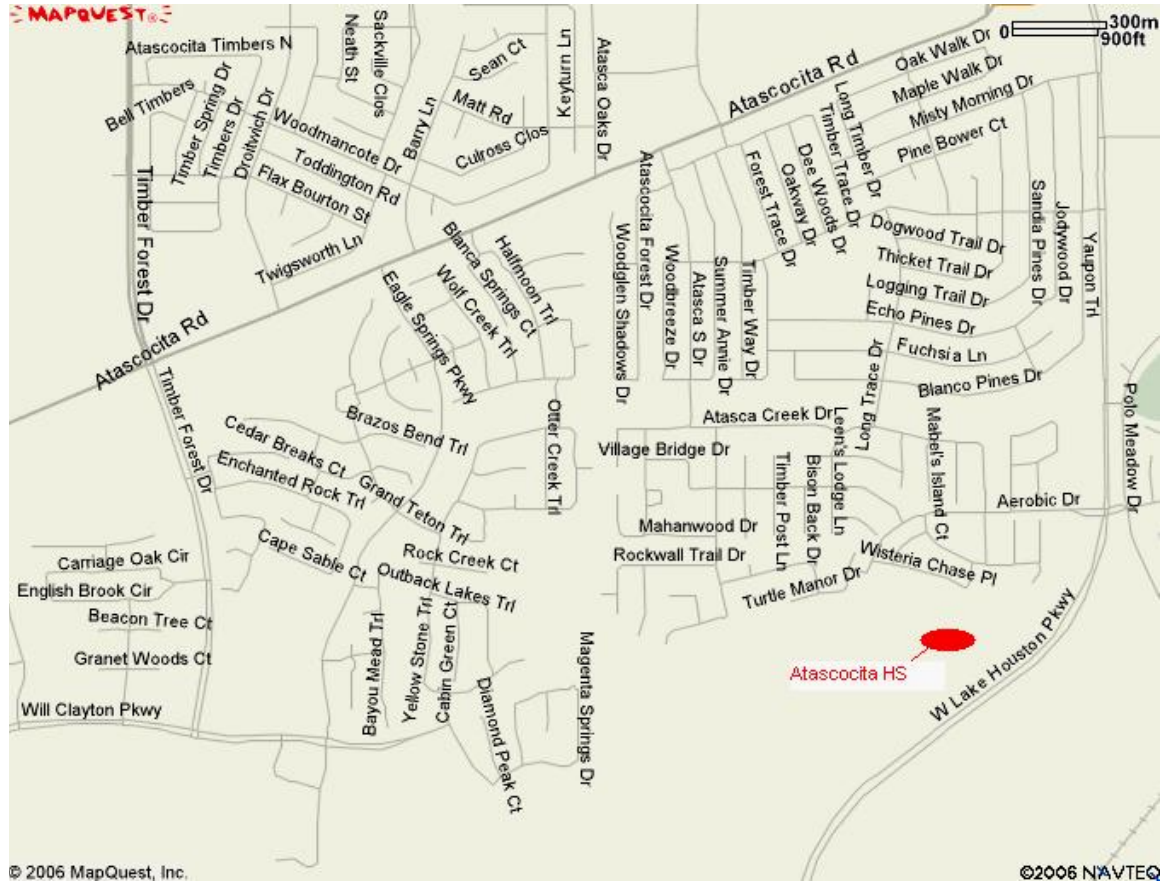 MAPQUEST
300m
0
900ft
Atascocita Timbers N
Neath St
Sackville Clos
Sean Ct
Keyturn Ln
Atasca Oaks Dr
Atascocita Rd
Oak Walk Dr
Maple Walk Dr
Misty Morning Dr
Pine Bower Ct
Bell Timbers
Timber Spring Dr
Timbers Dr
Droitwich Dr
Woodmancote Dr
Toddington Rd
Flax Bourton St
Twigsworth Ln
Barry Ln
Matt Rd
Culross Clos
Long Timber Dr
Timber Trace Dr
Dee Woods Dr
Oakway Dr
Forest Trace Dr
Timber Forest Dr
Atascocita Forest Dr
Woodglen Shadows Dr
Woodbreeze Dr
Atasca S Dr
Summer Annie Dr
Timber Way Dr
Dogwood Trail Dr
Thicket Trail Dr
Logging Trail Dr
Echo Pines Dr
Fuchsia Ln
Blanco Pines Dr
Sandia Pines Dr
Jodywood Dr
Yaupon Trl
Halfmoon Trl
Blanca Springs Ct
Wolf Creek Trl
Eagle Springs Pkwy
Atascocita Rd
Timber Forest Dr
Brazos Bend Trl
Cedar Breaks Ct
Enchanted Rock Trl
Grand Teton Trl
Otter Creek Trl
Atasca Creek Dr
Village Bridge Dr
Long Trace Dr
Leen's Lodge Ln
Bison Back Dr
Timber Post Ln
Mabel's Island Ct
Polo Meadow Dr
Aerobic Dr
Mahanwood Dr
Rockwall Trail Dr
Wisteria Chase Pl
Turtle Manor Dr
Cape Sable Ct
Rock Creek Ct
Outback Lakes Trl
Carriage Oak Cir
English Brook Cir
Beacon Tree Ct
Granet Woods Ct
Will Clayton Pkwy
Bayou Mead Trl
Yellow Stone Trl
Cabin Green Ct
Diamond Peak Ct
Magenta Springs Dr
Atascocita HS
W Lake Houston Pkwy
© 2006 MapQuest, Inc.
©2006 NAVTEQ